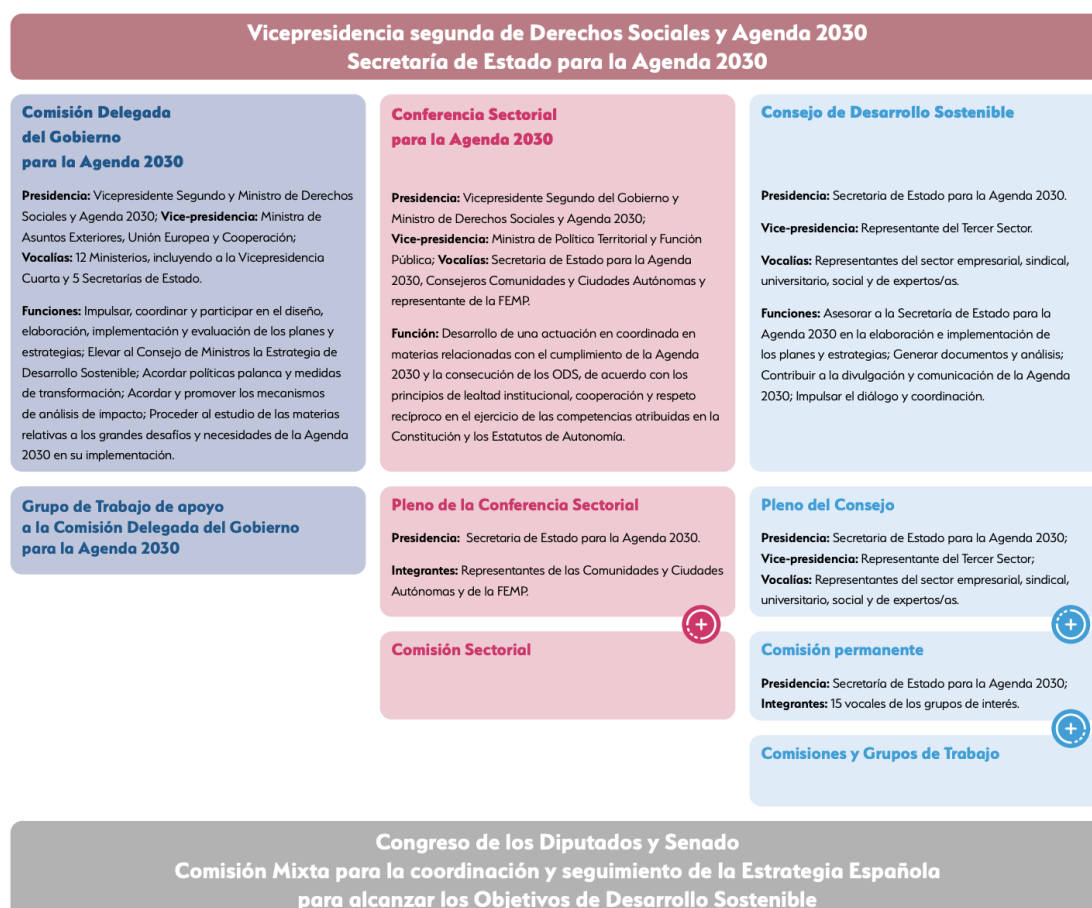 Vicepresidencia segunda de Derechos Sociales y Agenda 2030
Secretaría de Estado para la Agenda 2030
Comisión Delegada
del Gobierno
para la Agenda 2030
Presidencia: Vicepresidente Segundo y Ministro de Derechos
Sociales y Agenda 2030; Vice-presidencia: Ministra de
Asuntos Exteriores, Unión Europea y Cooperación;
Vocalías: 12 Ministerios, incluyendo a la Vicepresidencia
Cuarta y 5 Secretarías de Estado.
Funciones: Impulsar, coordinar y participar en el diseño,
elaboración, implementación y evaluación de los planes y
estrategias; Elevar al Consejo de Ministros la Estrategia de
Desarrollo Sostenible; Acordar políticas palanca y medidas
de transformación; Acordar y promover los mecanismos
de análisis de impacto; Proceder al estudio de las materias
relativas a los grandes desafíos y necesidades de la Agenda
2030 en su implementación.
Grupo de Trabajo de apoyo
a la Comisión Delegada del Gobierno
para la Agenda 2030
Conferencia Sectorial
para la Agenda 2030
Presidencia: Vicepresidente Segundo del Gobierno y
Ministro de Derechos Sociales y Agenda 2030;
Vice-presidencia: Ministra de Política Territorial y Función
Pública; Vocalías: Secretaria de Estado para la Agenda
2030, Consejeros Comunidades y Ciudades Autónomas y
representante de la FEMP.
Función: Desarrollo de una actuación en coordinada en
materias relacionadas con el cumplimiento de la Agenda
2030 y la consecución de los ODS, de acuerdo con los
principios de lealtad institucional, cooperación y respeto
recíproco en el ejercicio de las competencias atribuidas en la
Constitución y los Estatutos de Autonomía.
Pleno de la Conferencia Sectorial
Presidencia: Secretaria de Estado para la Agenda 2030.
Integrantes: Representantes de las Comunidades y Ciudades
Autónomas y de la FEMP.
Comisión Sectorial
Consejo de Desarrollo Sostenible
Presidencia: Secretaria de Estado para la Agenda 2030.
Vice-presidencia: Representante del Tercer Sector.
Vocalías: Representantes del sector empresarial, sindical,
universitario, social y de expertos/as.
Funciones: Asesorar a la Secretaría de Estado para la
Agenda 2030 en la elaboración e implementación de
los planes y estrategias; Generar documentos y análisis;
Contribuir a la divulgación y comunicación de la Agenda
2030; Impulsar el diálogo y coordinación.
Pleno del Consejo
Presidencia: Secretaria de Estado para la Agenda 2030;
Vice-presidencia: Representante del Tercer Sector;
Vocalías: Representantes del sector empresarial, sindical,
universitario, social y de expertos/as.
Comisión permanente
Presidencia: Secretaría de Estado para la Agenda 2030;
Integrantes: 15 vocales de los grupos de interés.
Comisiones y Grupos de Trabajo
Congreso de los Diputados y Senado
Comisión Mixta para la coordinación y seguimiento de la Estrategia Española
para alcanzar los Objetivos de Desarrollo Sostenible